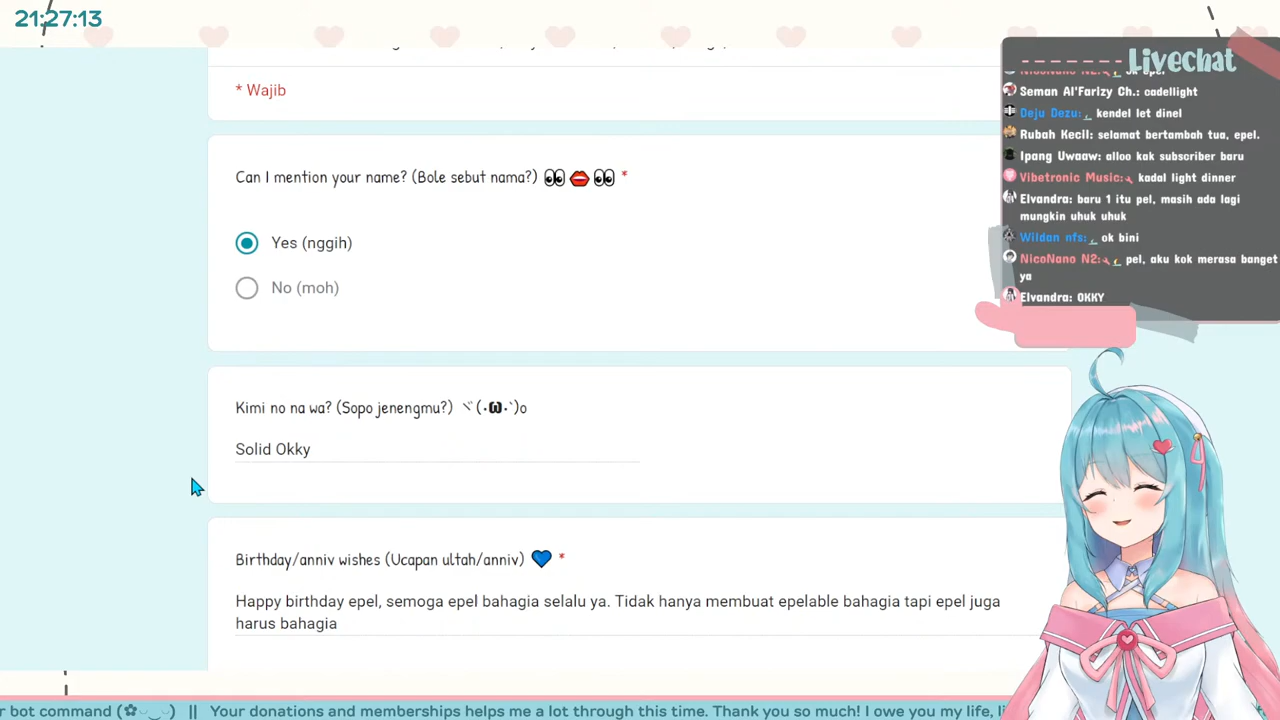 21:27:13
* Wajib
Can I mention your name? (Bole sebut nama?) 👀👄👀 *
Yes (nggih)
No (moh)
Kimi no na wa? (Sopo jenengmu?) ヾ(･ω･`)o
Solid Okky
Birthday/anniv wishes (Ucapan ultah/anniv) 💙 *
Happy birthday epel, semoga epel bahagia selalu ya. Tidak hanya membuat epelable bahagia tapi epel juga
harus bahagia
Livechat
NicoNano N2: ok epel
Seman Al'Farizy Ch.: cadellight
Deju Dezu: kendel let dinel
Rubah Kecil: selamat bertambah tua, epel.
Ipang Uwaaw: alloo kak subscriber baru
Vibetronic Music: kadal light dinner
Elvandra: baru 1 itu pel, masih ada lagi
mungkin uhuk uhuk
Wildan nfs: ok bini
NicoNano N2: pel, aku kok merasa banget
ya
Elvandra: OKKY
r bot command (✿◡‿◡) || Your donations and memberships helps me a lot through this time. Thank you so much! I owe you my life, li